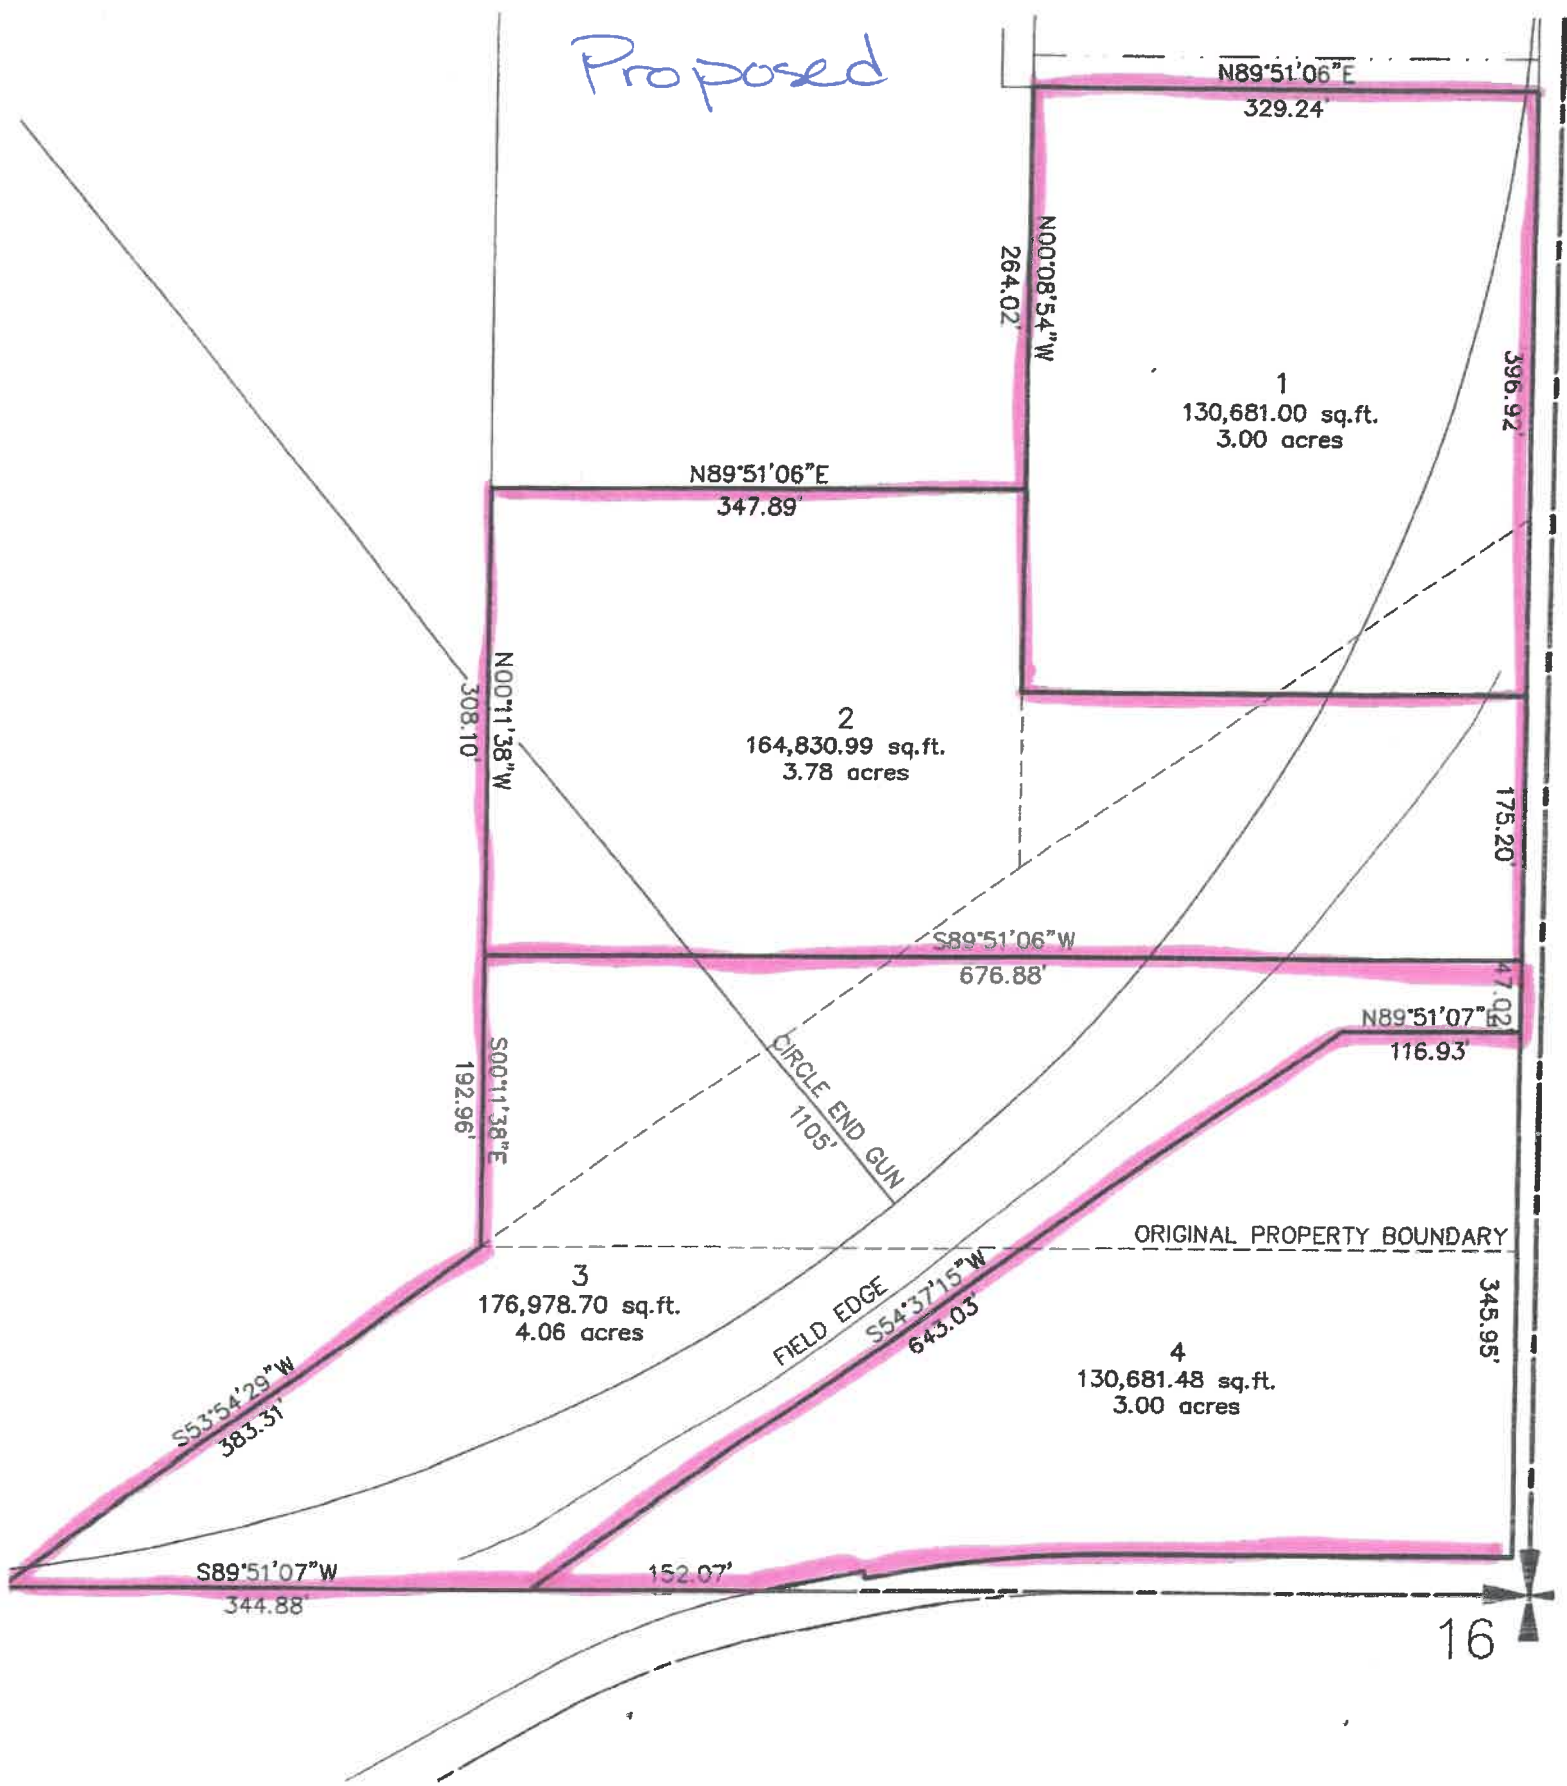 Proposed
N89°51'06"E
329.24'
N00°08'54"W
264.02'
396.92'
1
130,681.00 sq.ft.
3.00 acres
N89°51'06"E
347.89'
N00°11'38"W
308.10'
2
164,830.99 sq.ft.
3.78 acres
175.20'
S89°51'06"W
676.88'
47.02'
N89°51'07"E
116.93'
S00°11'38"E
192.96'
CIRCLE END GUN
1105'
ORIGINAL PROPERTY BOUNDARY
3
176,978.70 sq.ft.
4.06 acres
FIELD EDGE
S54°37'15"W
643.03'
345.95'
4
130,681.48 sq.ft.
3.00 acres
S53°54'29"W
383.31'
S89°51'07"W
344.88'
152.07'
16